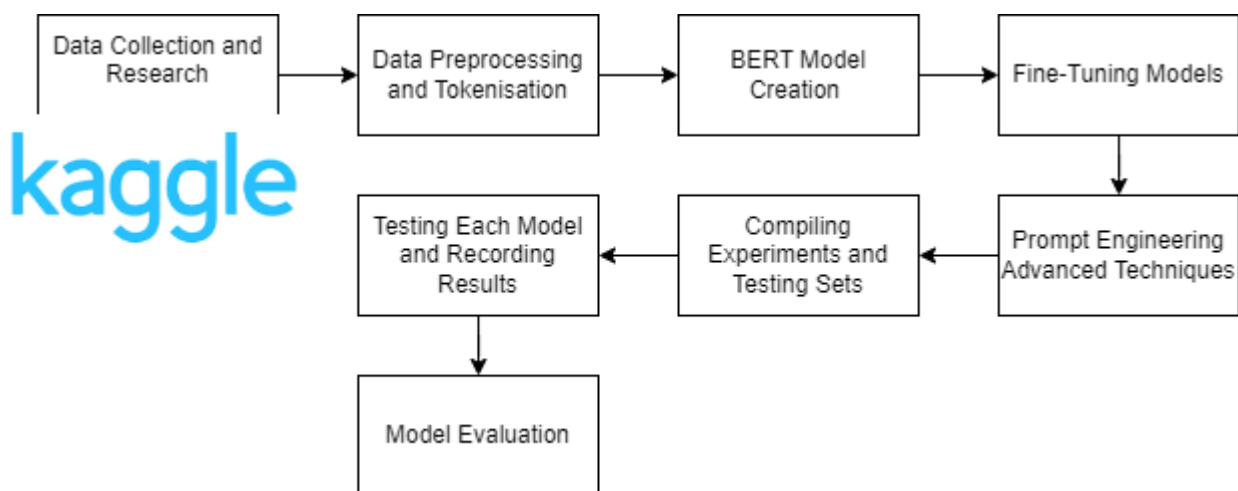 Data Collection and
Research
Data Preprocessing
and Tokenisation
BERT Model
Creation
Fine-Tuning Models
kaggle
Testing Each Model
and Recording
Results
Compiling
Experiments and
Testing Sets
Prompt Engineering
Advanced Techniques
Model Evaluation